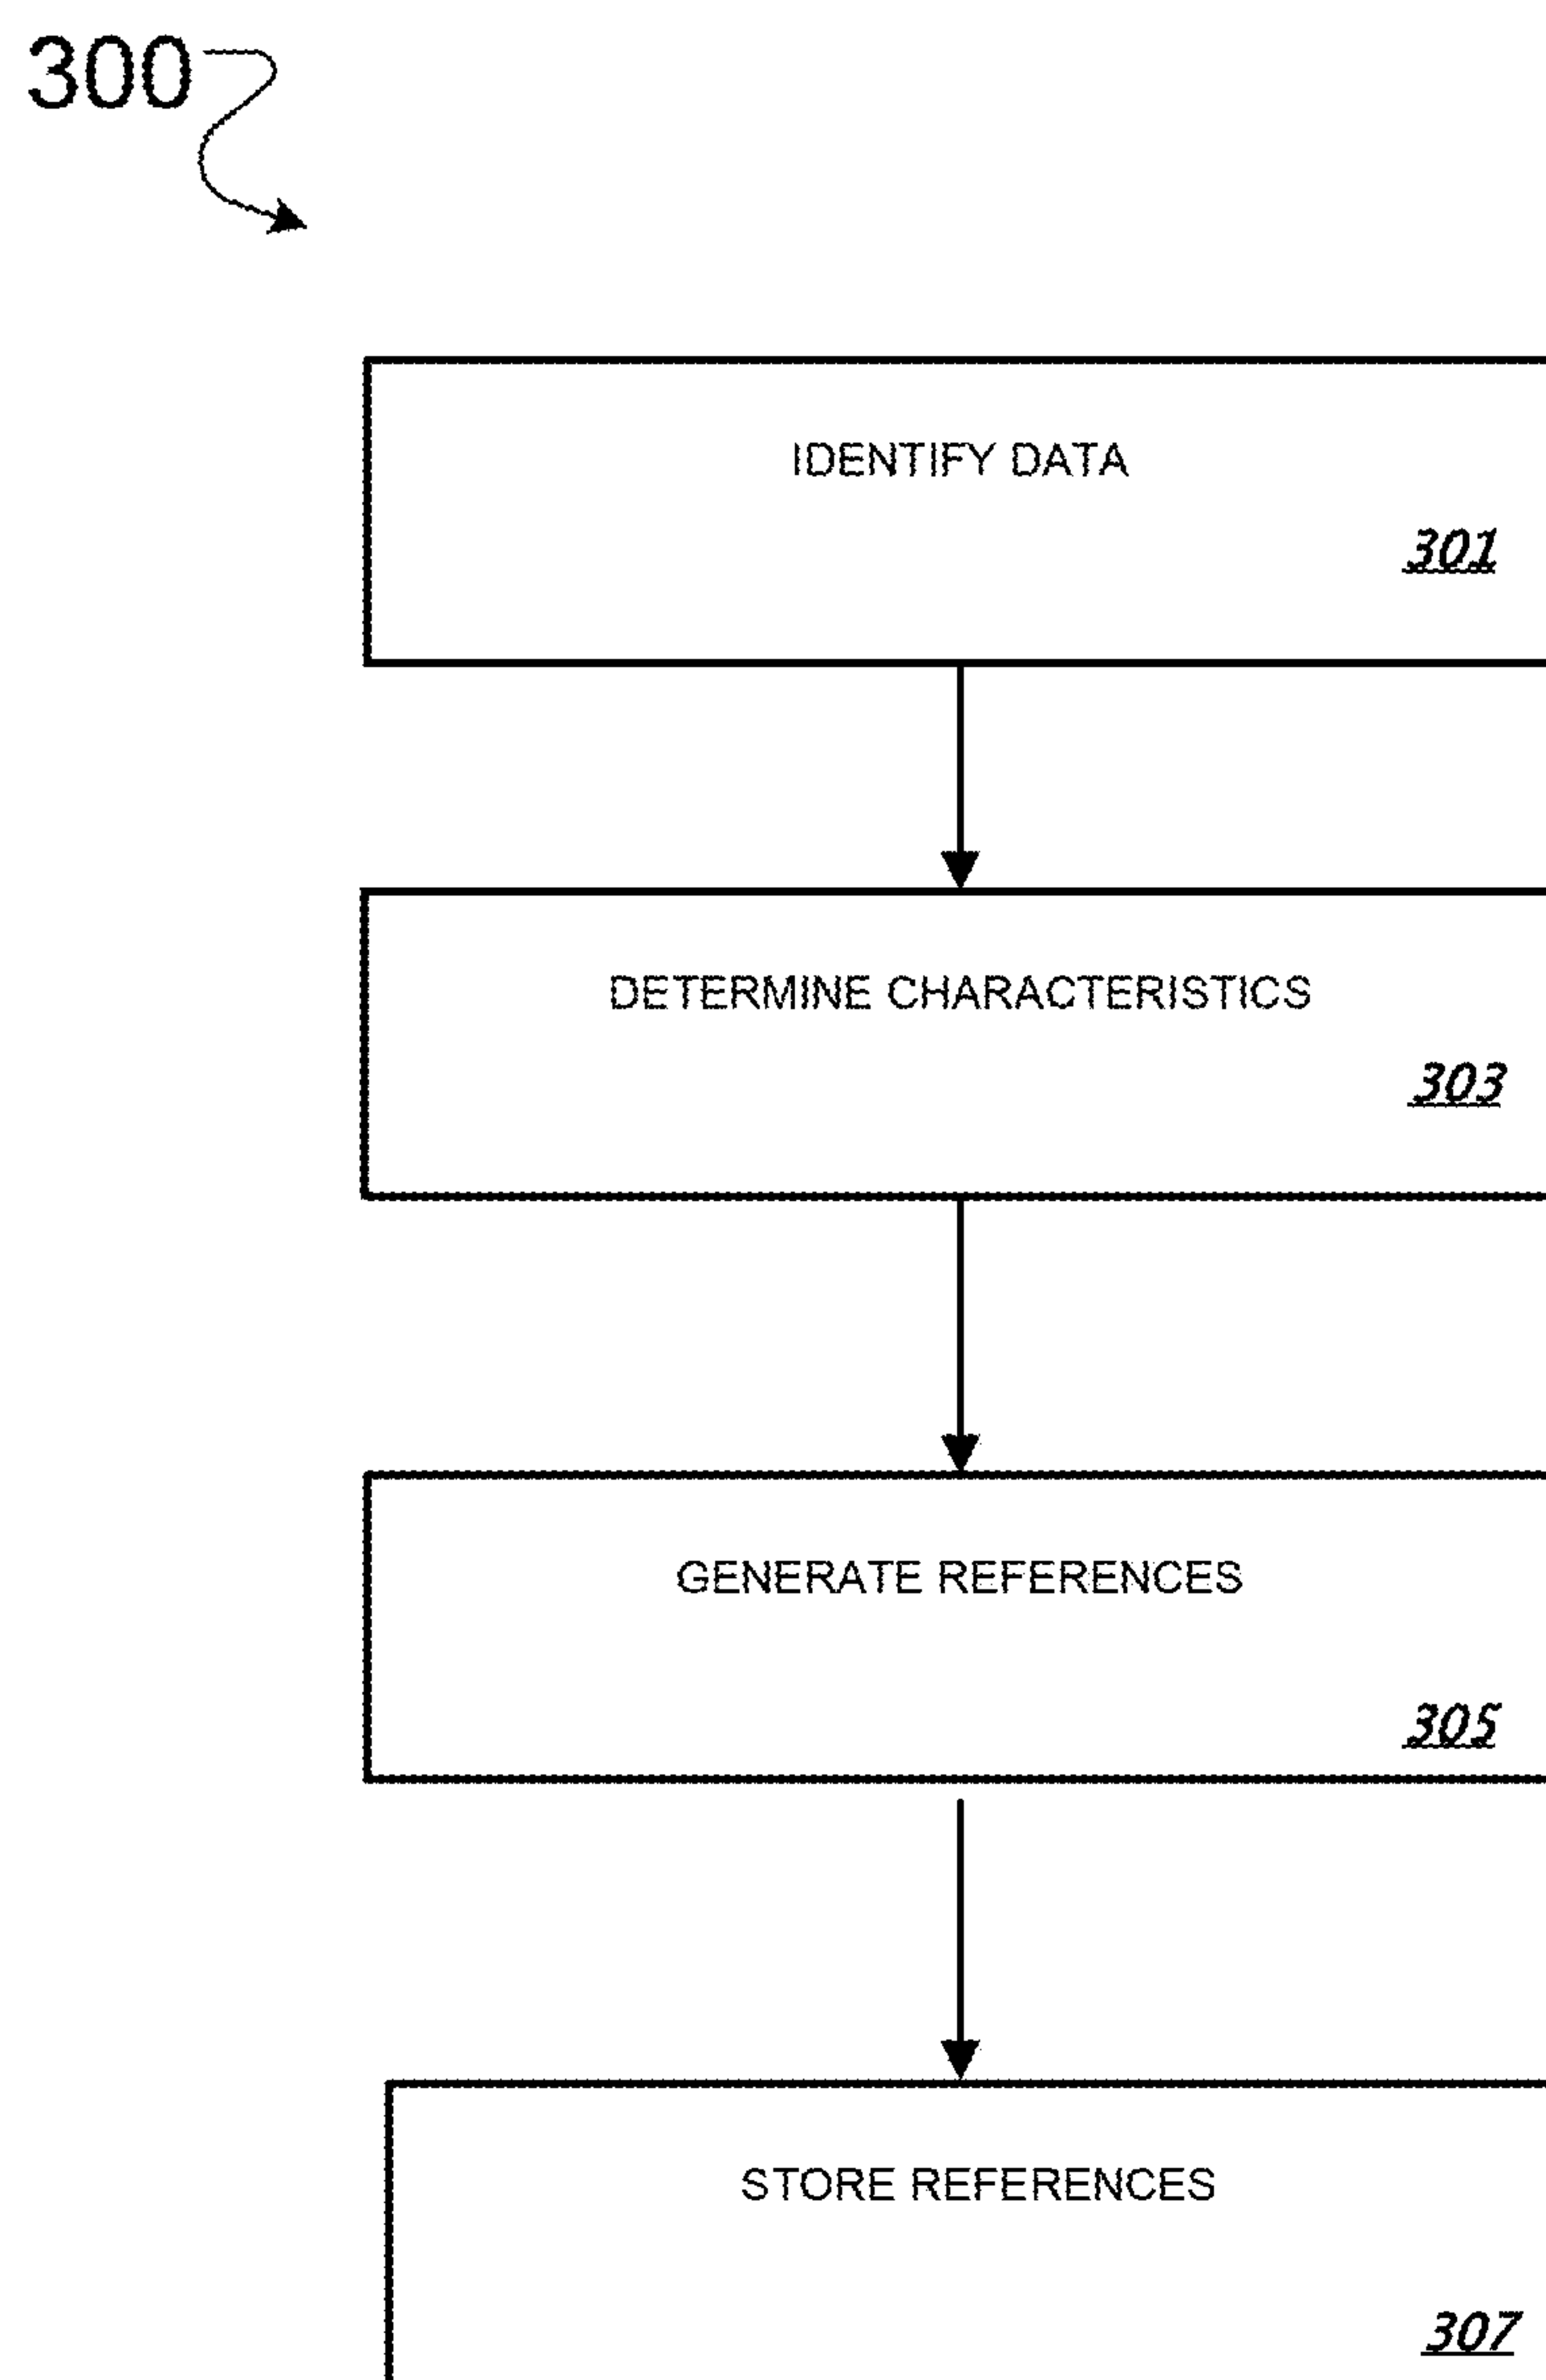 300
IDENTIFY DATA
301
DETERMINE CHARACTERISTICS
303
GENERATE REFERENCES
305
STORE REFERENCES
307